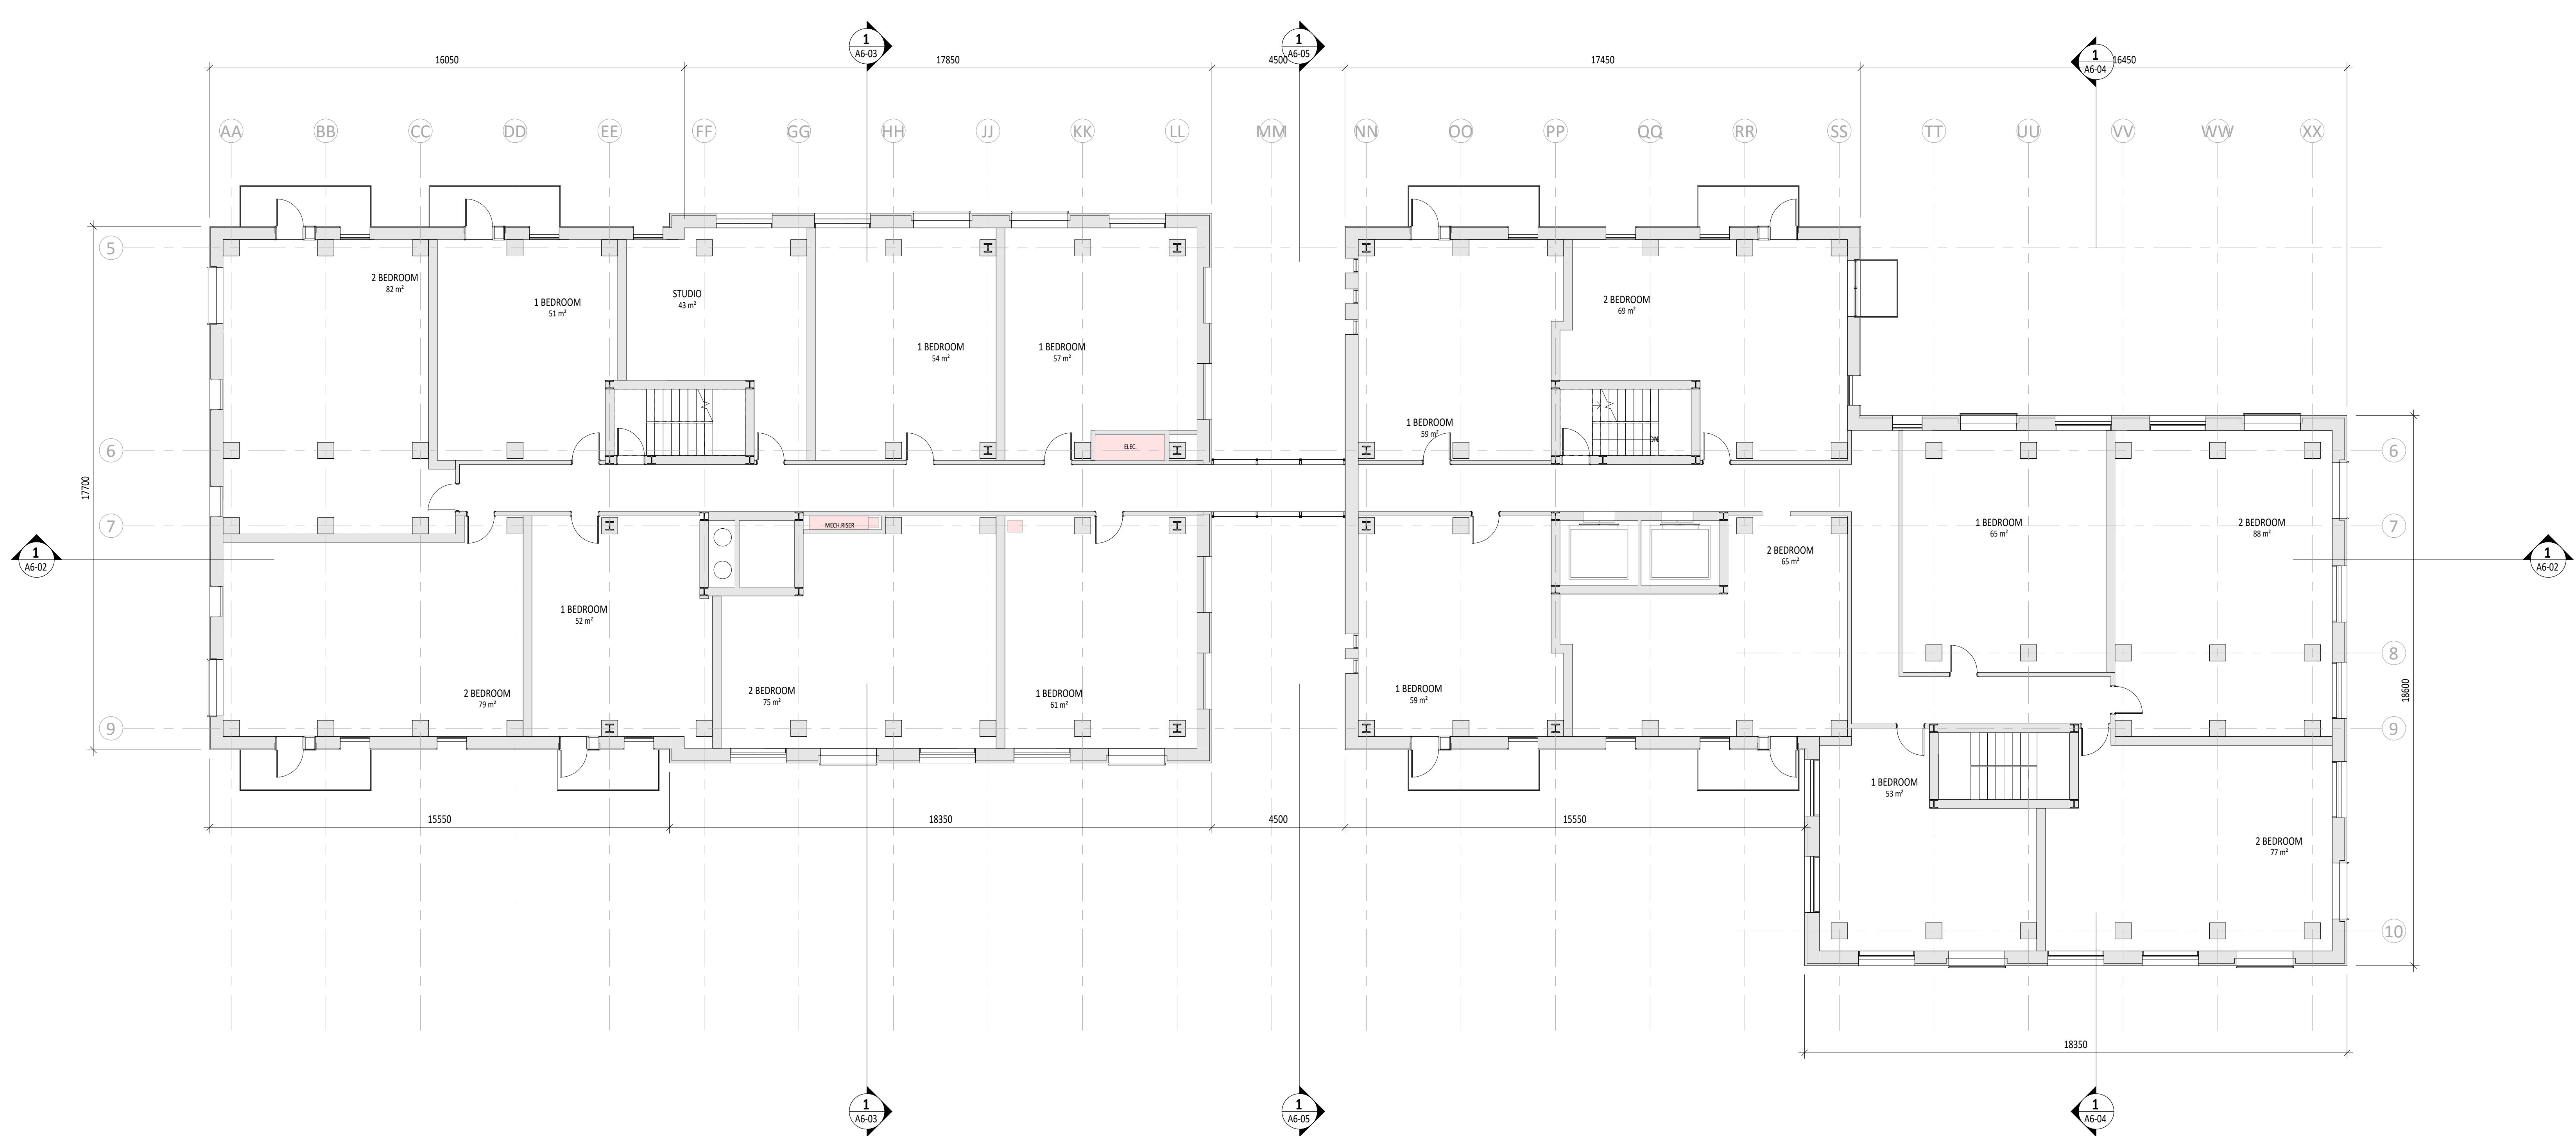 1
A6-03
1
A6-05
1
A6-04
16050
17850
4500
17450
16450
AA
BB
CC
DD
EE
FF
GG
HH
JJ
KK
LL
MM
NN
OO
PP
QQ
RR
SS
TT
UU
VV
WW
XX
5
2 BEDROOM
82 m²
1 BEDROOM
51 m²
STUDIO
43 m²
1 BEDROOM
54 m²
1 BEDROOM
57 m²
2 BEDROOM
69 m²
1 BEDROOM
59 m²
DN
6
ELEC.
6
17700
7
MECH.RISER
1 BEDROOM
65 m²
2 BEDROOM
88 m²
7
1
A6-02
2 BEDROOM
65 m²
1
A6-02
1 BEDROOM
52 m²
8
2 BEDROOM
79 m²
2 BEDROOM
75 m²
1 BEDROOM
61 m²
1 BEDROOM
59 m²
18600
9
9
1 BEDROOM
53 m²
15550
18350
4500
15550
2 BEDROOM
77 m²
10
18350
1
A6-03
1
A6-05
1
A6-04